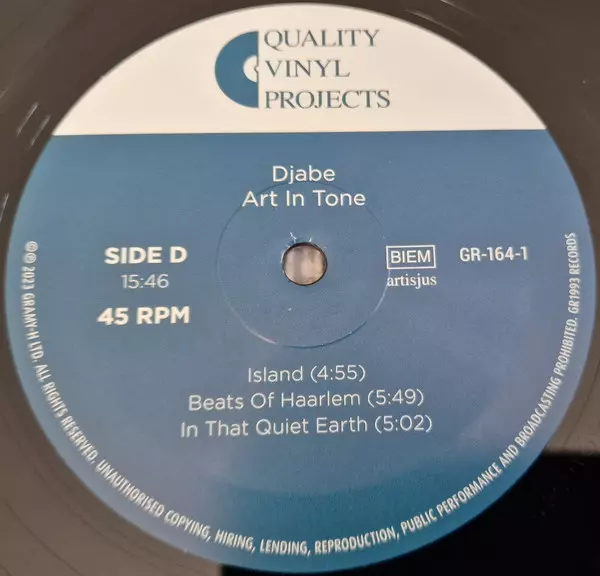 QUALITY
VINYL
PROJECTS
Djabe
Art In Tone
SIDE D
15:46
45 RPM
BIEM
artisjus
GR-164-1
Island (4:55)
Beats Of Haarlem (5:49)
In That Quiet Earth (5:02)
℗© 2023 GRAMY-H LTD. ALL RIGHTS RESERVED. UNAUTHORISED COPYING, HIRING, LENDING, REPRODUCTION, PUBLIC PERFORMANCE AND BROADCASTING PROHIBITED. GR1993 RECORDS